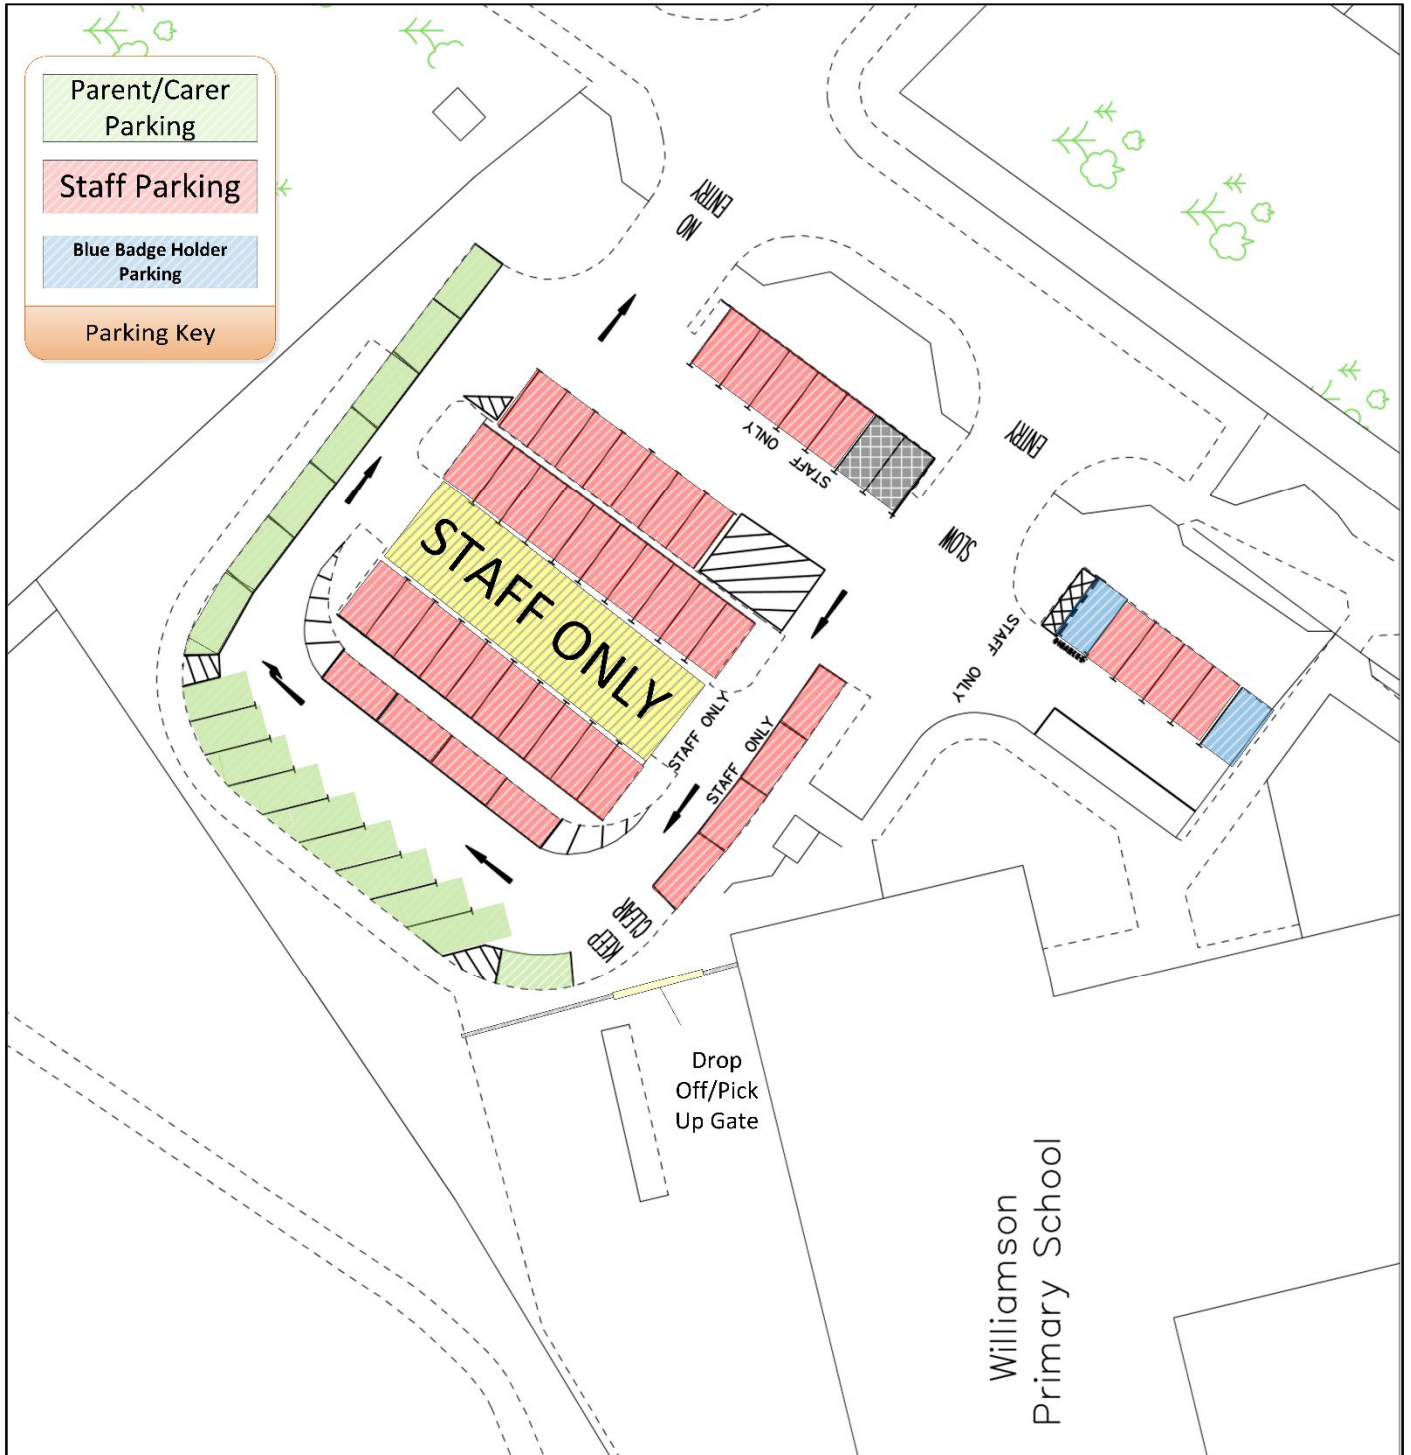 Parent/Carer
Parking
Staff Parking
Blue Badge Holder
Parking
Parking Key
NO
ENTRY
ENTRY
SLOW
STAFF ONLY
STAFF ONLY
STAFF ONLY
STAFF ONLY
STAFF ONLY
KEEP
CLEAR
Drop
Off/Pick
Up Gate
Williamson
Primary School